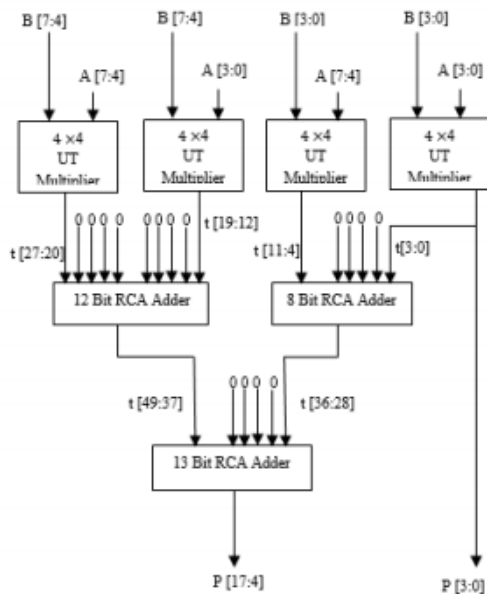 B [7:4] B [7:4] B [3:0] B [3:0]
A [7:4] A [3:0] A [7:4] A [3:0]
4 ×4 4 ×4 4 ×4 4 ×4
UT UT UT UT
Multiplier Multiplier Multiplier Multiplier
0 0 0 0 0 0 0 0 0 0 0 0
t [27:20] t [19:12] t [11:4] t[3:0]
12 Bit RCA Adder 8 Bit RCA Adder
0 0 0 0
t [49:37] t [36:28]
13 Bit RCA Adder
P [17:4] P [3:0]